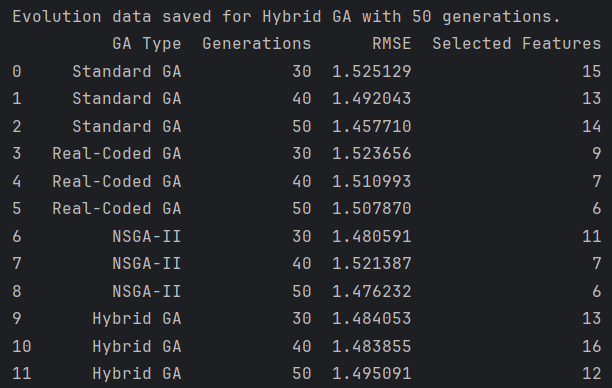 Evolution data saved for Hybrid GA with 50 generations.
GA Type Generations RMSE Selected Features
0 Standard GA 30 1.525129 15
1 Standard GA 40 1.492043 13
2 Standard GA 50 1.457710 14
3 Real-Coded GA 30 1.523656 9
4 Real-Coded GA 40 1.510993 7
5 Real-Coded GA 50 1.507870 6
6 NSGA-II 30 1.480591 11
7 NSGA-II 40 1.521387 7
8 NSGA-II 50 1.476232 6
9 Hybrid GA 30 1.484053 13
10 Hybrid GA 40 1.483855 16
11 Hybrid GA 50 1.495091 12